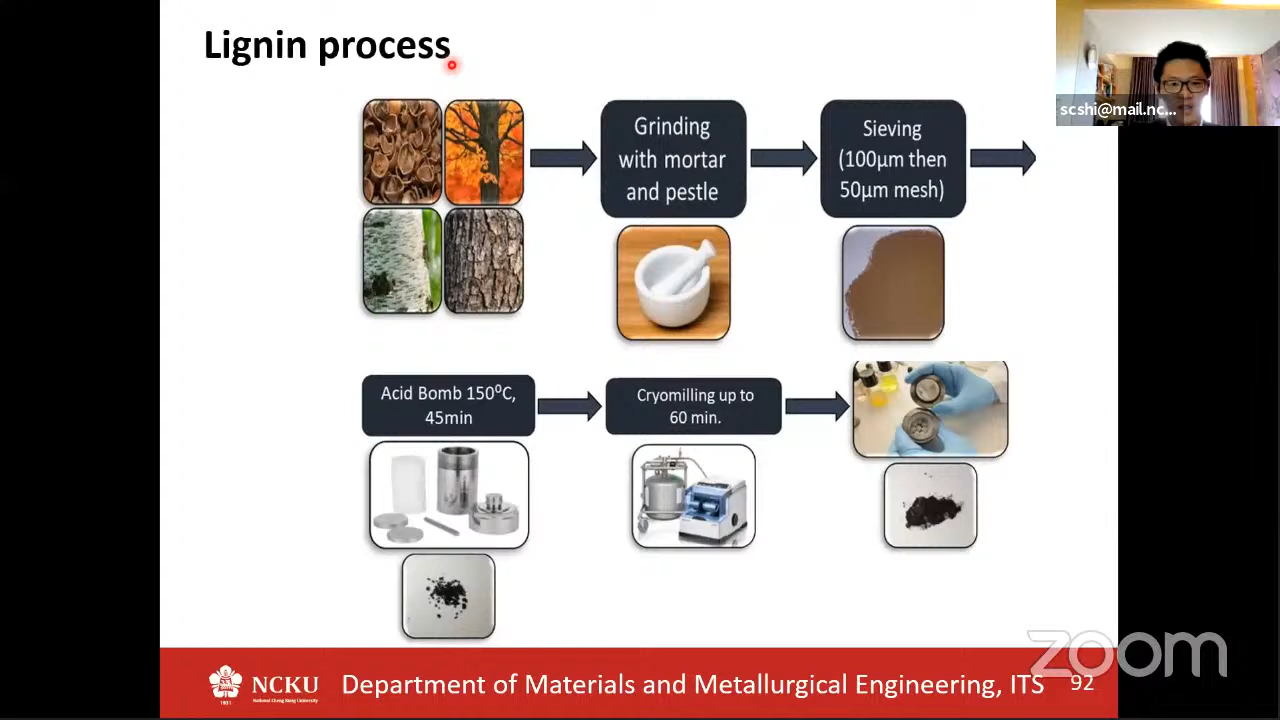 Lignin process
scshi@mail.nc...
Grinding
with mortar
and pestle
Sieving
(100µm then
50µm mesh)
Acid Bomb 150⁰C,
45min
Cryomilling up to
60 min.
zoom
NCKU
National Cheng Kung University
1931
Department of Materials and Metallurgical Engineering, ITS
92